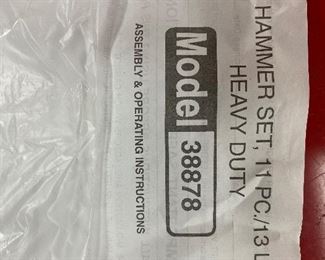 HAMMER SET, 11 PC./13 L
HEAVY DUTY
Model 38878
ASSEMBLY & OPERATING INSTRUCTIONS